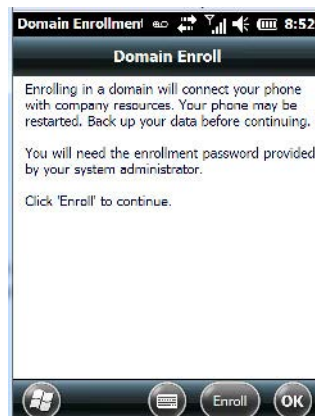 Domain Enrollment 8:52
Domain Enroll
Enrolling in a domain will connect your phone
with company resources. Your phone may be
restarted. Back up your data before continuing.
You will need the enrollment password provided
by your system administrator.
Click 'Enroll' to continue.
Enroll OK